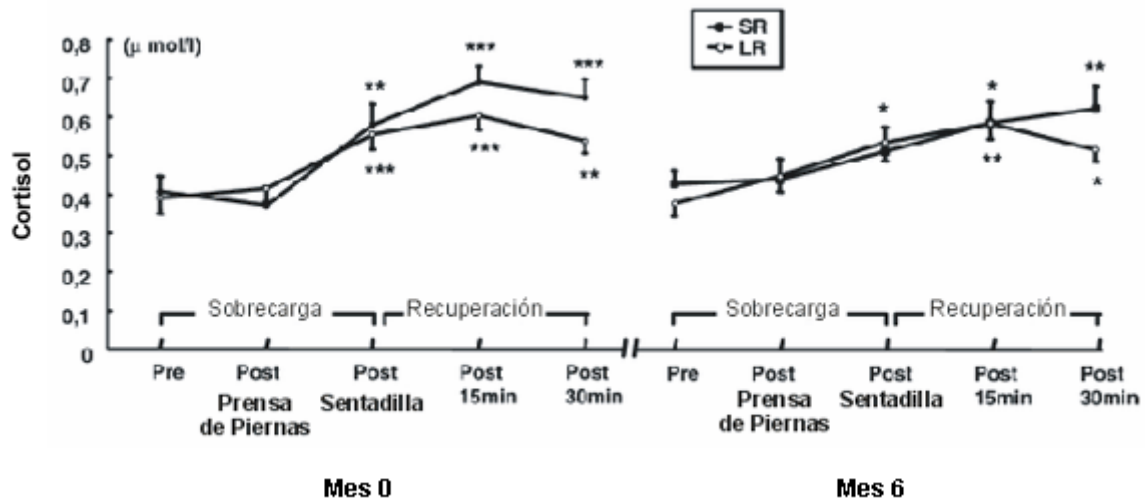 SR
LR
(μ mol/l)
Cortisol
0,8
0,7
0,6
0,5
0,4
0,3
0,2
0,1
0
** *** ***
*** *** **
* * **
** *
Sobrecarga Recuperación Sobrecarga Recuperación
Pre Post Post Post Post Pre Post Post Post Post
Prensa Sentadilla 15min 30min Prensa Sentadilla 15min 30min
de Piernas de Piernas
Mes 0 Mes 6